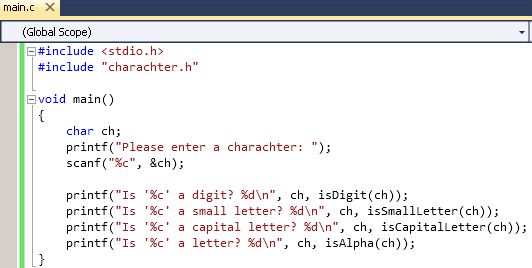 main.c
(Global Scope)
#include <stdio.h>
#include "charachter.h"
void main()
{
char ch;
printf("Please enter a charachter: ");
scanf("%c", &ch);
printf("Is '%c' a digit? %d\n", ch, isDigit(ch));
printf("Is '%c' a small letter? %d\n", ch, isSmallLetter(ch));
printf("Is '%c' a capital letter? %d\n", ch, isCapitalLetter(ch));
printf("Is '%c' a letter? %d\n", ch, isAlpha(ch));
}